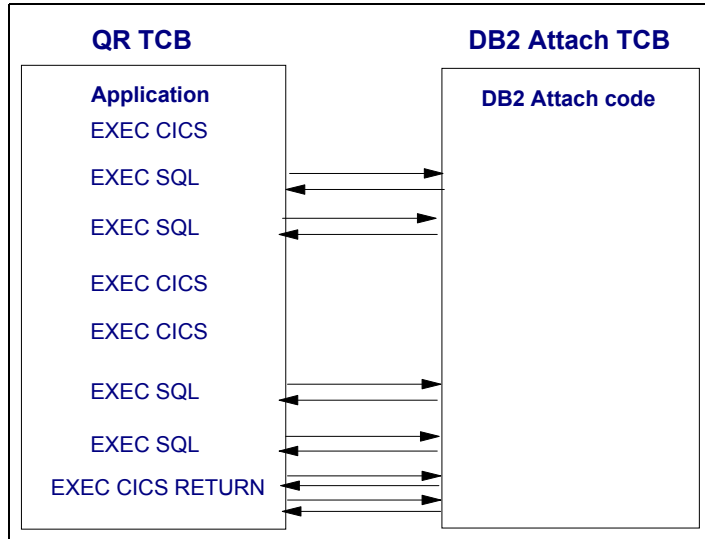 QR TCB
DB2 Attach TCB
Application
DB2 Attach code
EXEC CICS
EXEC SQL
EXEC SQL
EXEC CICS
EXEC CICS
EXEC SQL
EXEC SQL
EXEC CICS RETURN